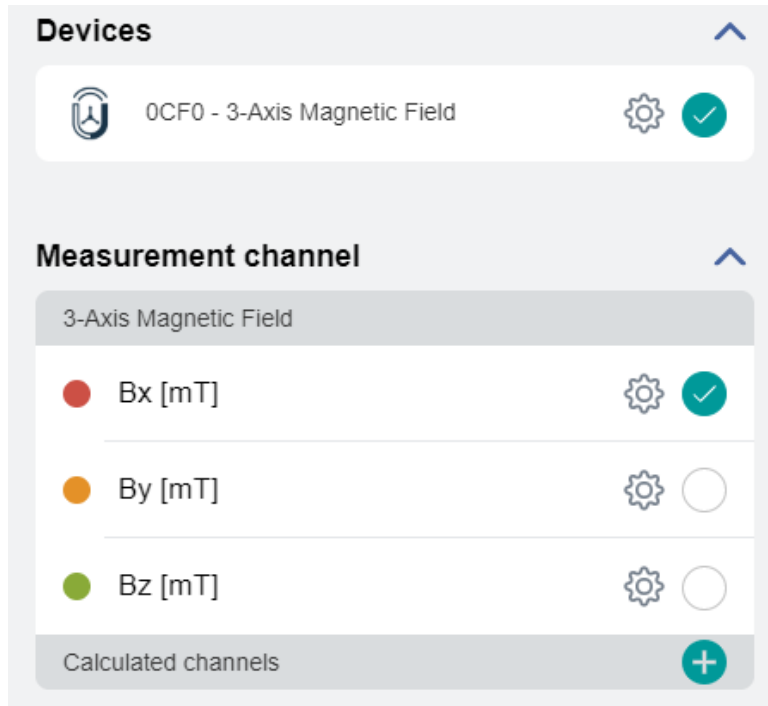 Devices
0CF0 - 3-Axis Magnetic Field
Measurement channel
3-Axis Magnetic Field
Bx [mT]
By [mT]
Bz [mT]
Calculated channels